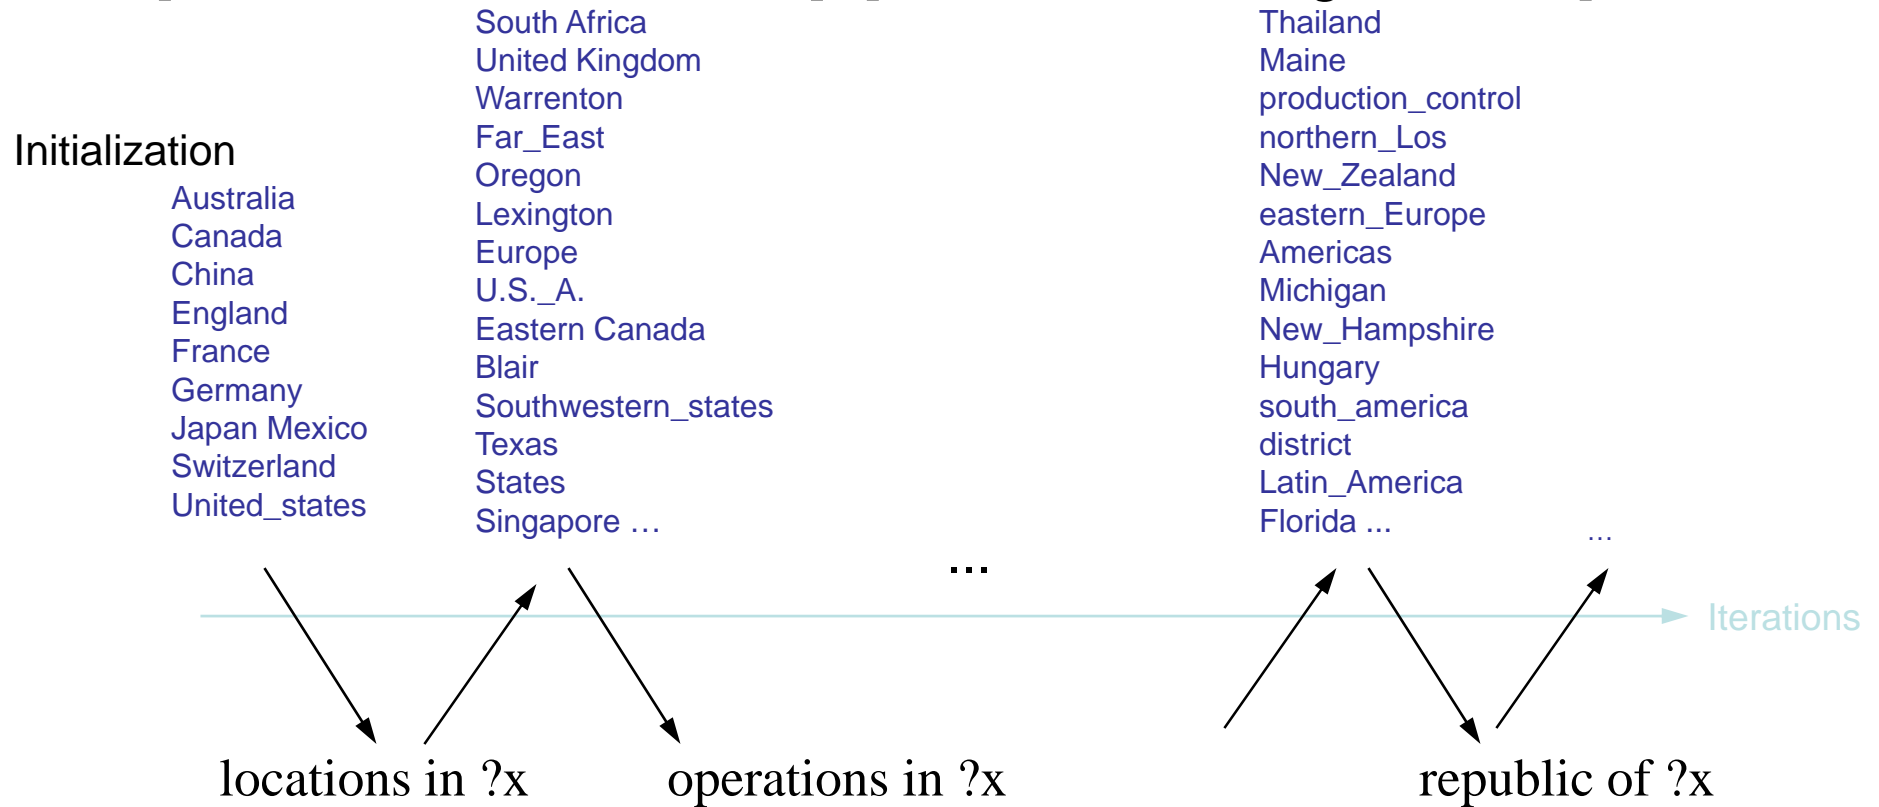 Initialization
Australia
Canada
China
England
France
Germany
Japan Mexico
Switzerland
United_states
South Africa
United Kingdom
Warrenton
Far_East
Oregon
Lexington
Europe
U.S._A.
Eastern Canada
Blair
Southwestern_states
Texas
States
Singapore …
...
Thailand
Maine
production_control
northern_Los
New_Zealand
eastern_Europe
Americas
Michigan
New_Hampshire
Hungary
south_america
district
Latin_America
Florida ...
...
Iterations
locations in ?x
operations in ?x
republic of ?x